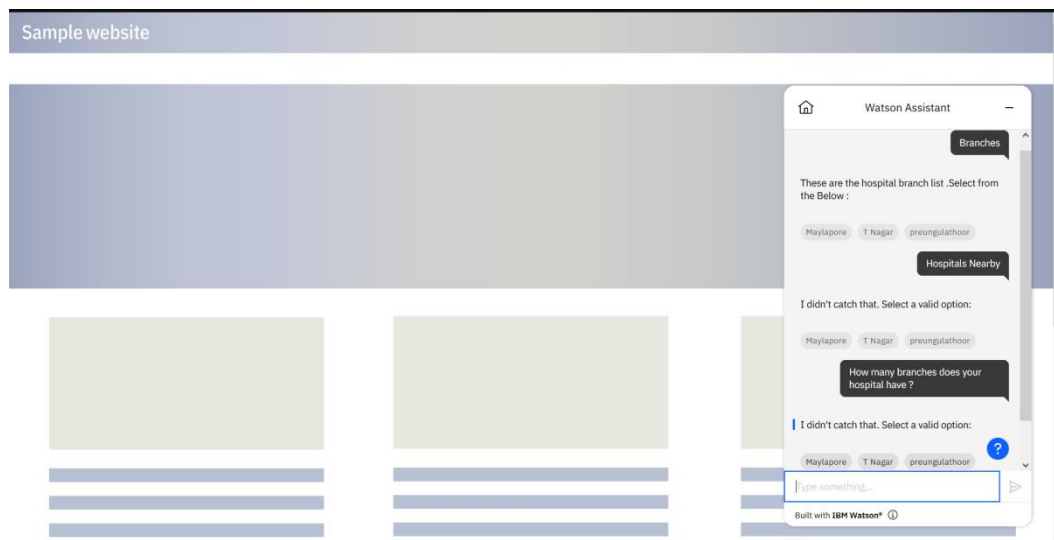 Sample website
Watson Assistant
Branches
These are the hospital branch list .Select from
the Below :
Maylapore T Nagar preungulathoor
Hospitals Nearby
I didn't catch that. Select a valid option:
Maylapore T Nagar preungulathoor
How many branches does your
hospital have ?
I didn't catch that. Select a valid option:
?
Maylapore T Nagar preungulathoor
Type something...
Built with IBM Watson®